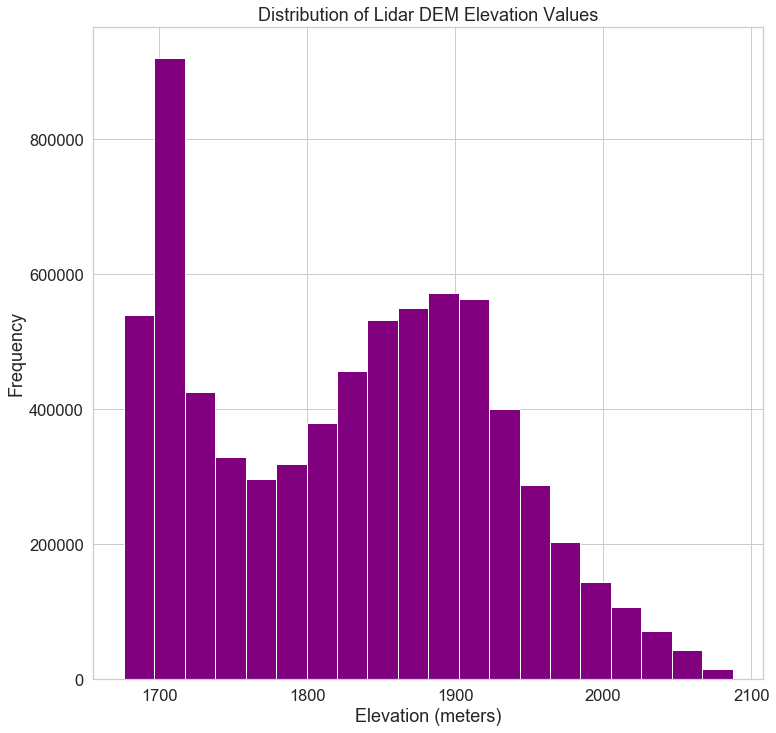 Distribution of Lidar DEM Elevation Values
Frequency
800000
600000
400000
200000
0
1700 1800 1900 2000 2100
Elevation (meters)